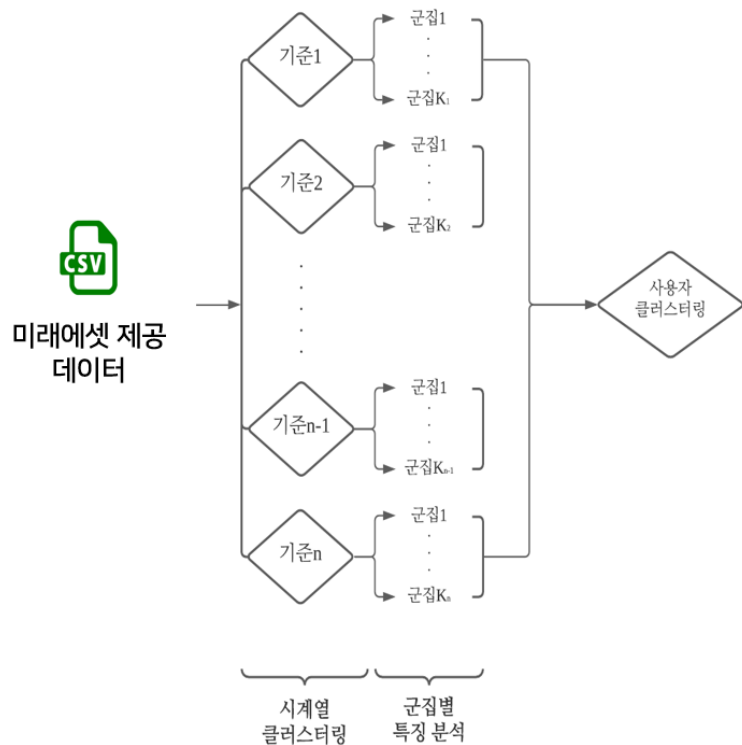 CSV
미래에셋 제공
데이터
기준1
군집1
군집K₁
기준2
군집1
군집K₂
기준n-1
군집1
군집Kₙ₋₁
기준n
군집1
군집Kₙ
사용자
클러스터링
시계열
클러스터링
군집별
특징 분석